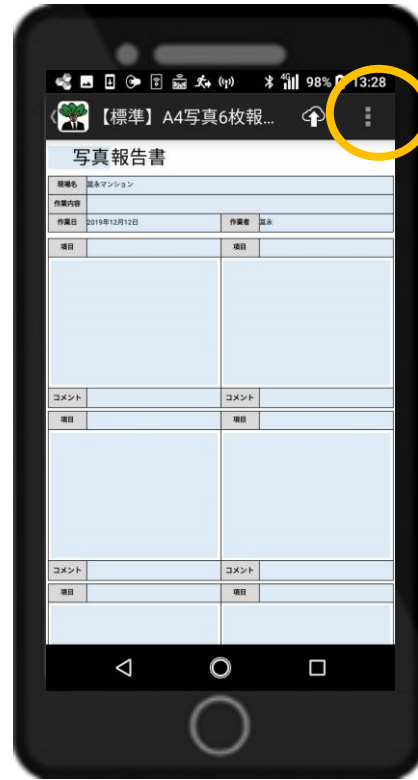 4G 98% 13:28
【標準】A4写真6枚報...
写真報告書
現場名 冨永マンション
作業内容
作業日 2019年12月12日 作業者 冨永
項目 項目
コメント コメント
項目 項目
コメント コメント
項目 項目